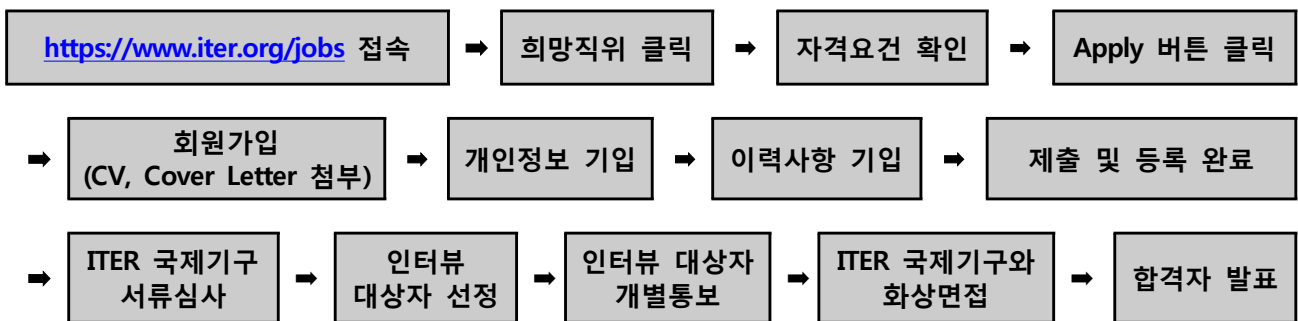 https://www.iter.org/jobs 접속 ➡ 희망직위 클릭 ➡ 자격요건 확인 ➡ Apply 버튼 클릭
➡ 회원가입
(CV, Cover Letter 첨부) ➡ 개인정보 기입 ➡ 이력사항 기입 ➡ 제출 및 등록 완료
➡ ITER 국제기구
서류심사 ➡ 인터뷰
대상자 선정 ➡ 인터뷰 대상자
개별통보 ➡ ITER 국제기구와
화상면접 ➡ 합격자 발표